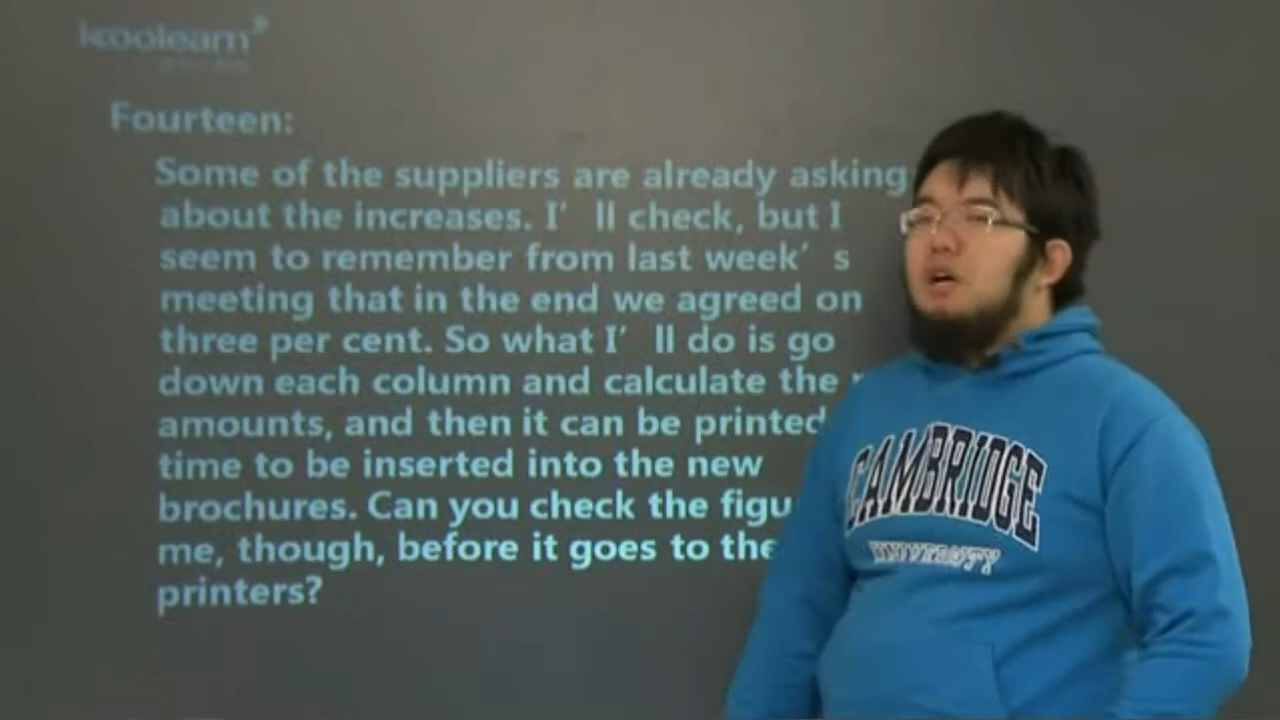 koolearn
Fourteen:
Some of the suppliers are already asking
about the increases. I' ll check, but I
seem to remember from last week' s
meeting that in the end we agreed on
three per cent. So what I' ll do is go
down each column and calculate the
amounts, and then it can be printed
time to be inserted into the new
brochures. Can you check the
me, though, before it goes to the
printers?
CAMBRIDGE
UNIVERSITY